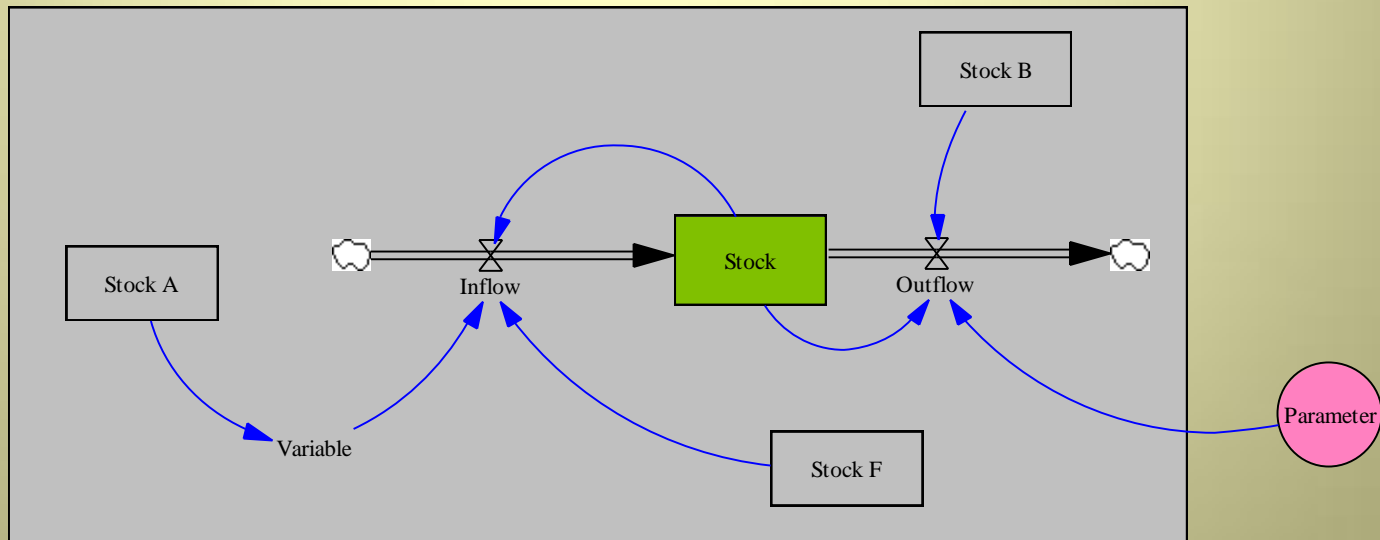 Stock B
Stock
Stock A
Inflow
Outflow
Parameter
Variable
Stock F